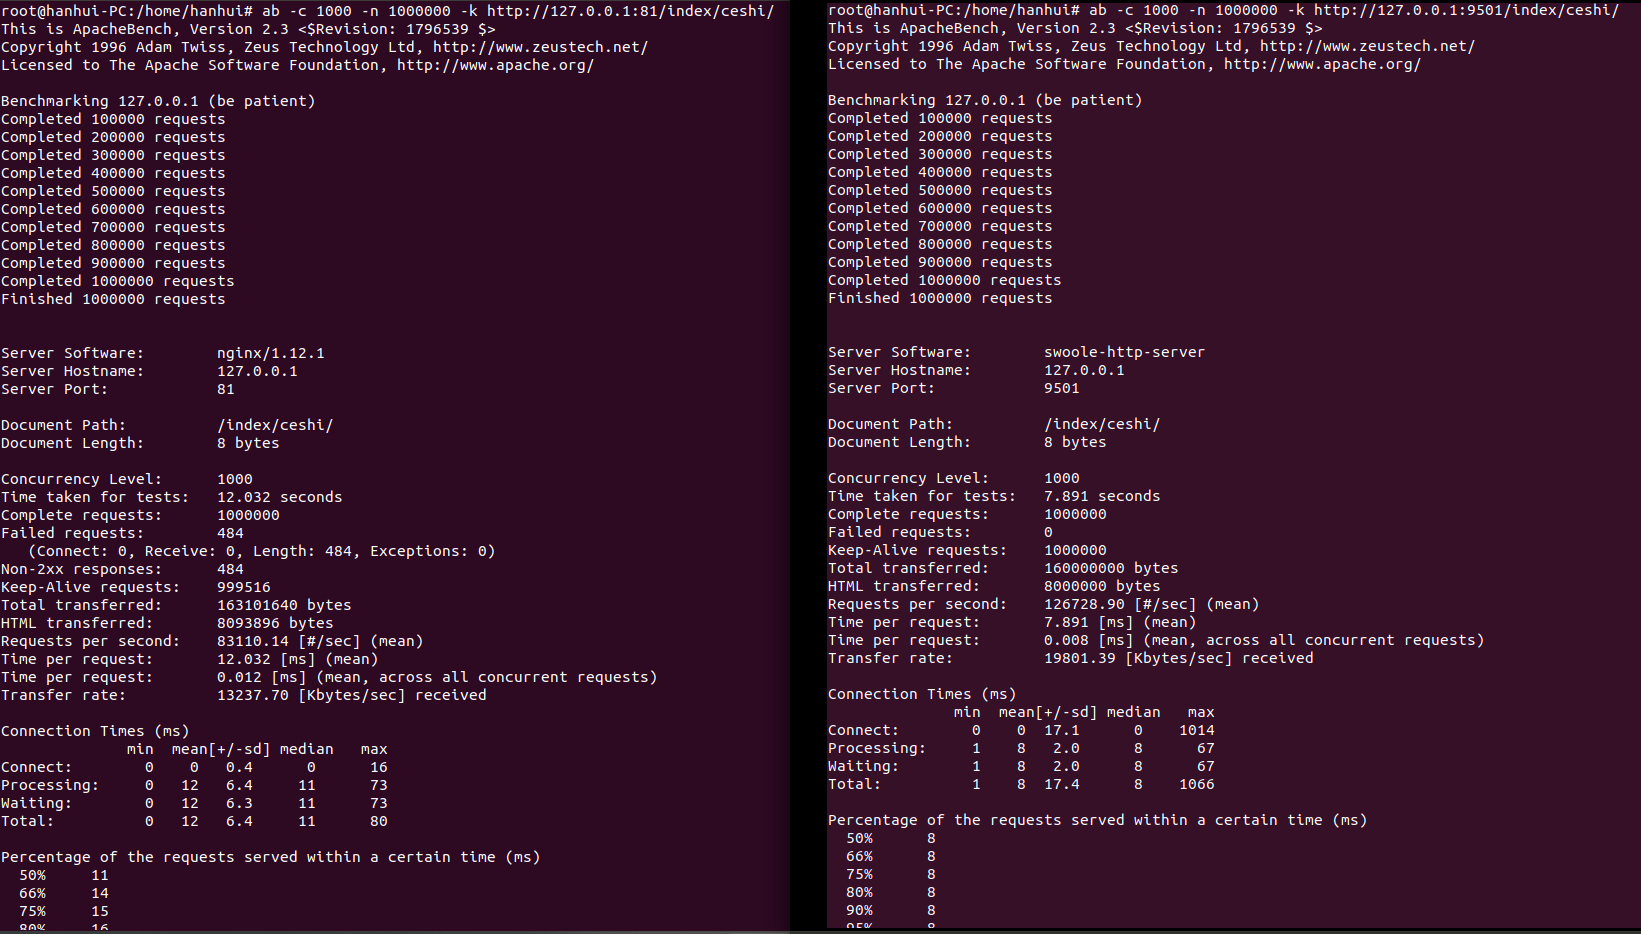 root@hanhui-PC:/home/hanhui# ab -c 1000 -n 1000000 -k http://127.0.0.1:81/index/ceshi/
This is ApacheBench, Version 2.3 <$Revision: 1796539 $>
Copyright 1996 Adam Twiss, Zeus Technology Ltd, http://www.zeustech.net/
Licensed to The Apache Software Foundation, http://www.apache.org/

Benchmarking 127.0.0.1 (be patient)
Completed 100000 requests
Completed 200000 requests
Completed 300000 requests
Completed 400000 requests
Completed 500000 requests
Completed 600000 requests
Completed 700000 requests
Completed 800000 requests
Completed 900000 requests
Completed 1000000 requests
Finished 1000000 requests

Server Software:        nginx/1.12.1
Server Hostname:        127.0.0.1
Server Port:            81

Document Path:          /index/ceshi/
Document Length:        8 bytes

Concurrency Level:      1000
Time taken for tests:   12.032 seconds
Complete requests:      1000000
Failed requests:        484
   (Connect: 0, Receive: 0, Length: 484, Exceptions: 0)
Non-2xx responses:      484
Keep-Alive requests:    999516
Total transferred:      163101640 bytes
HTML transferred:       8093896 bytes
Requests per second:    83110.14 [#/sec] (mean)
Time per request:       12.032 [ms] (mean)
Time per request:       0.012 [ms] (mean, across all concurrent requests)
Transfer rate:          13237.70 [Kbytes/sec] received

Connection Times (ms)
              min  mean[+/-sd] median   max
Connect:        0    0   0.4      0      16
Processing:     0   12   6.4     11      73
Waiting:        0   12   6.3     11      73
Total:          0   12   6.4     11      80

Percentage of the requests served within a certain time (ms)
  50%     11
  66%     14
  75%     15
  80%     16
root@hanhui-PC:/home/hanhui# ab -c 1000 -n 1000000 -k http://127.0.0.1:9501/index/ceshi/
This is ApacheBench, Version 2.3 <$Revision: 1796539 $>
Copyright 1996 Adam Twiss, Zeus Technology Ltd, http://www.zeustech.net/
Licensed to The Apache Software Foundation, http://www.apache.org/

Benchmarking 127.0.0.1 (be patient)
Completed 100000 requests
Completed 200000 requests
Completed 300000 requests
Completed 400000 requests
Completed 500000 requests
Completed 600000 requests
Completed 700000 requests
Completed 800000 requests
Completed 900000 requests
Completed 1000000 requests
Finished 1000000 requests

Server Software:        swoole-http-server
Server Hostname:        127.0.0.1
Server Port:            9501

Document Path:          /index/ceshi/
Document Length:        8 bytes

Concurrency Level:      1000
Time taken for tests:   7.891 seconds
Complete requests:      1000000
Failed requests:        0
Keep-Alive requests:    1000000
Total transferred:      160000000 bytes
HTML transferred:       8000000 bytes
Requests per second:    126728.90 [#/sec] (mean)
Time per request:       7.891 [ms] (mean)
Time per request:       0.008 [ms] (mean, across all concurrent requests)
Transfer rate:          19801.39 [Kbytes/sec] received

Connection Times (ms)
              min  mean[+/-sd] median   max
Connect:        0    0  17.1      0    1014
Processing:     1    8   2.0      8      67
Waiting:        1    8   2.0      8      67
Total:          1    8  17.4      8    1066

Percentage of the requests served within a certain time (ms)
  50%      8
  66%      8
  75%      8
  80%      8
  90%      8
  95%      8